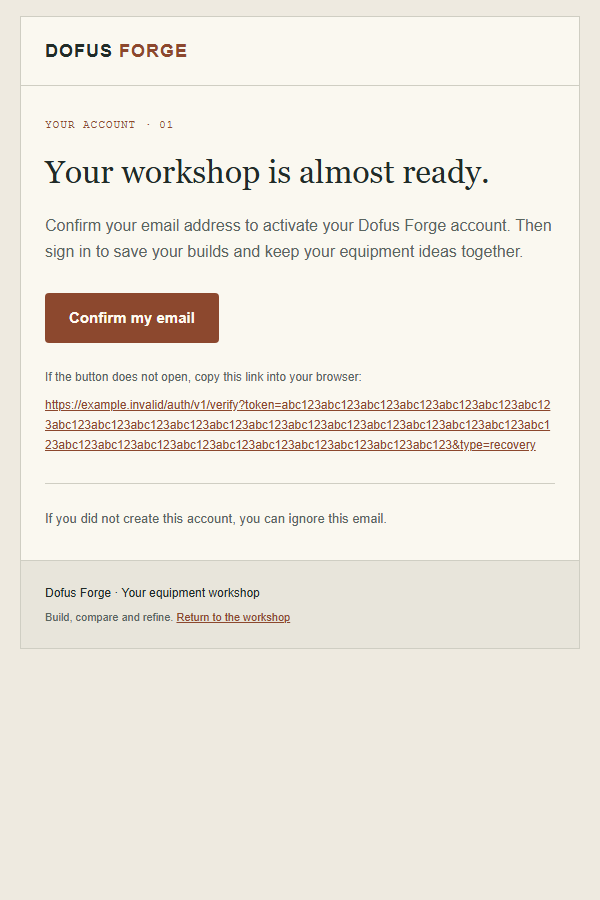 DOFUS FORGE
YOUR ACCOUNT · 01
Your workshop is almost ready.
Confirm your email address to activate your Dofus Forge account. Then
sign in to save your builds and keep your equipment ideas together.
Confirm my email
If the button does not open, copy this link into your browser:
https://example.invalid/auth/v1/verify?token=abc123abc123abc123abc123abc123abc123abc12
3abc123abc123abc123abc123abc123abc123abc123abc123abc123abc123abc123abc123abc1
23abc123abc123abc123abc123abc123abc123abc123abc123abc123abc123&type=recovery
If you did not create this account, you can ignore this email.
Dofus Forge · Your equipment workshop
Build, compare and refine. Return to the workshop